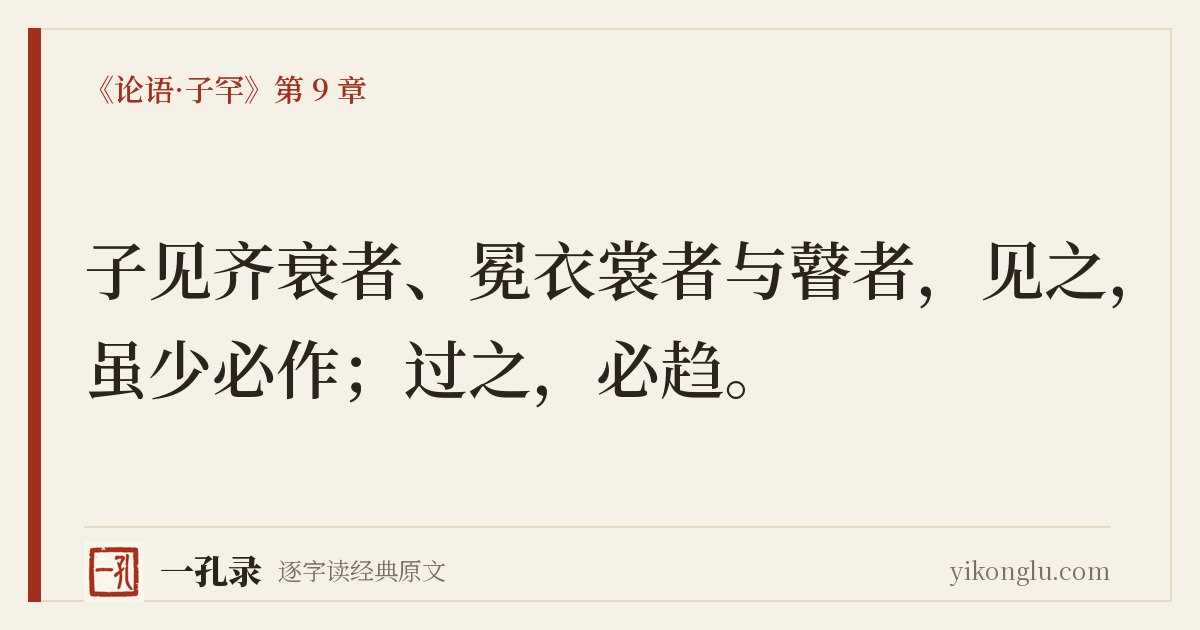 《论语·子罕》第 9 章
子见齐衰者、冕衣裳者与瞽者，见之，
虽少必作；过之，必趋。
一孔 一孔录 逐字读经典原文 yikonglu.com